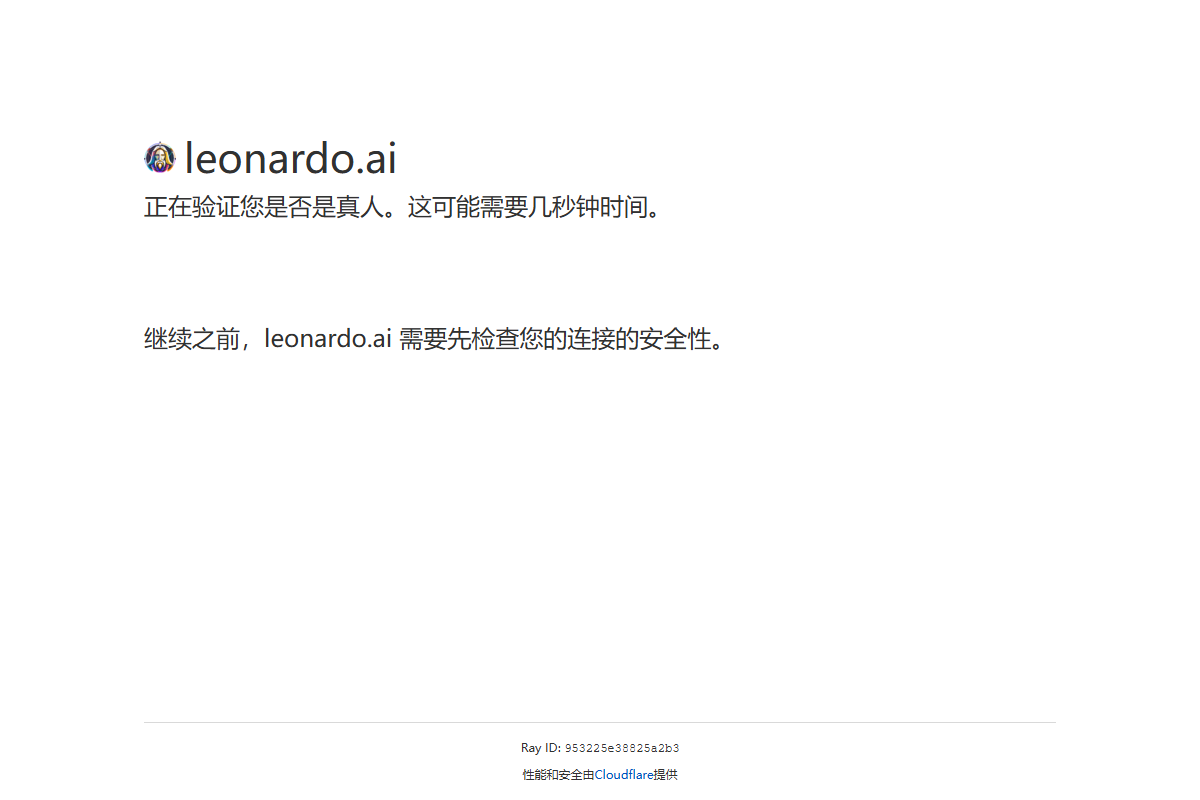 leonardo.ai
正在验证您是否是真人。这可能需要几秒钟时间。
继续之前，leonardo.ai 需要先检查您的连接的安全性。
Ray ID: 953225e38825a2b3
性能和安全由Cloudflare提供